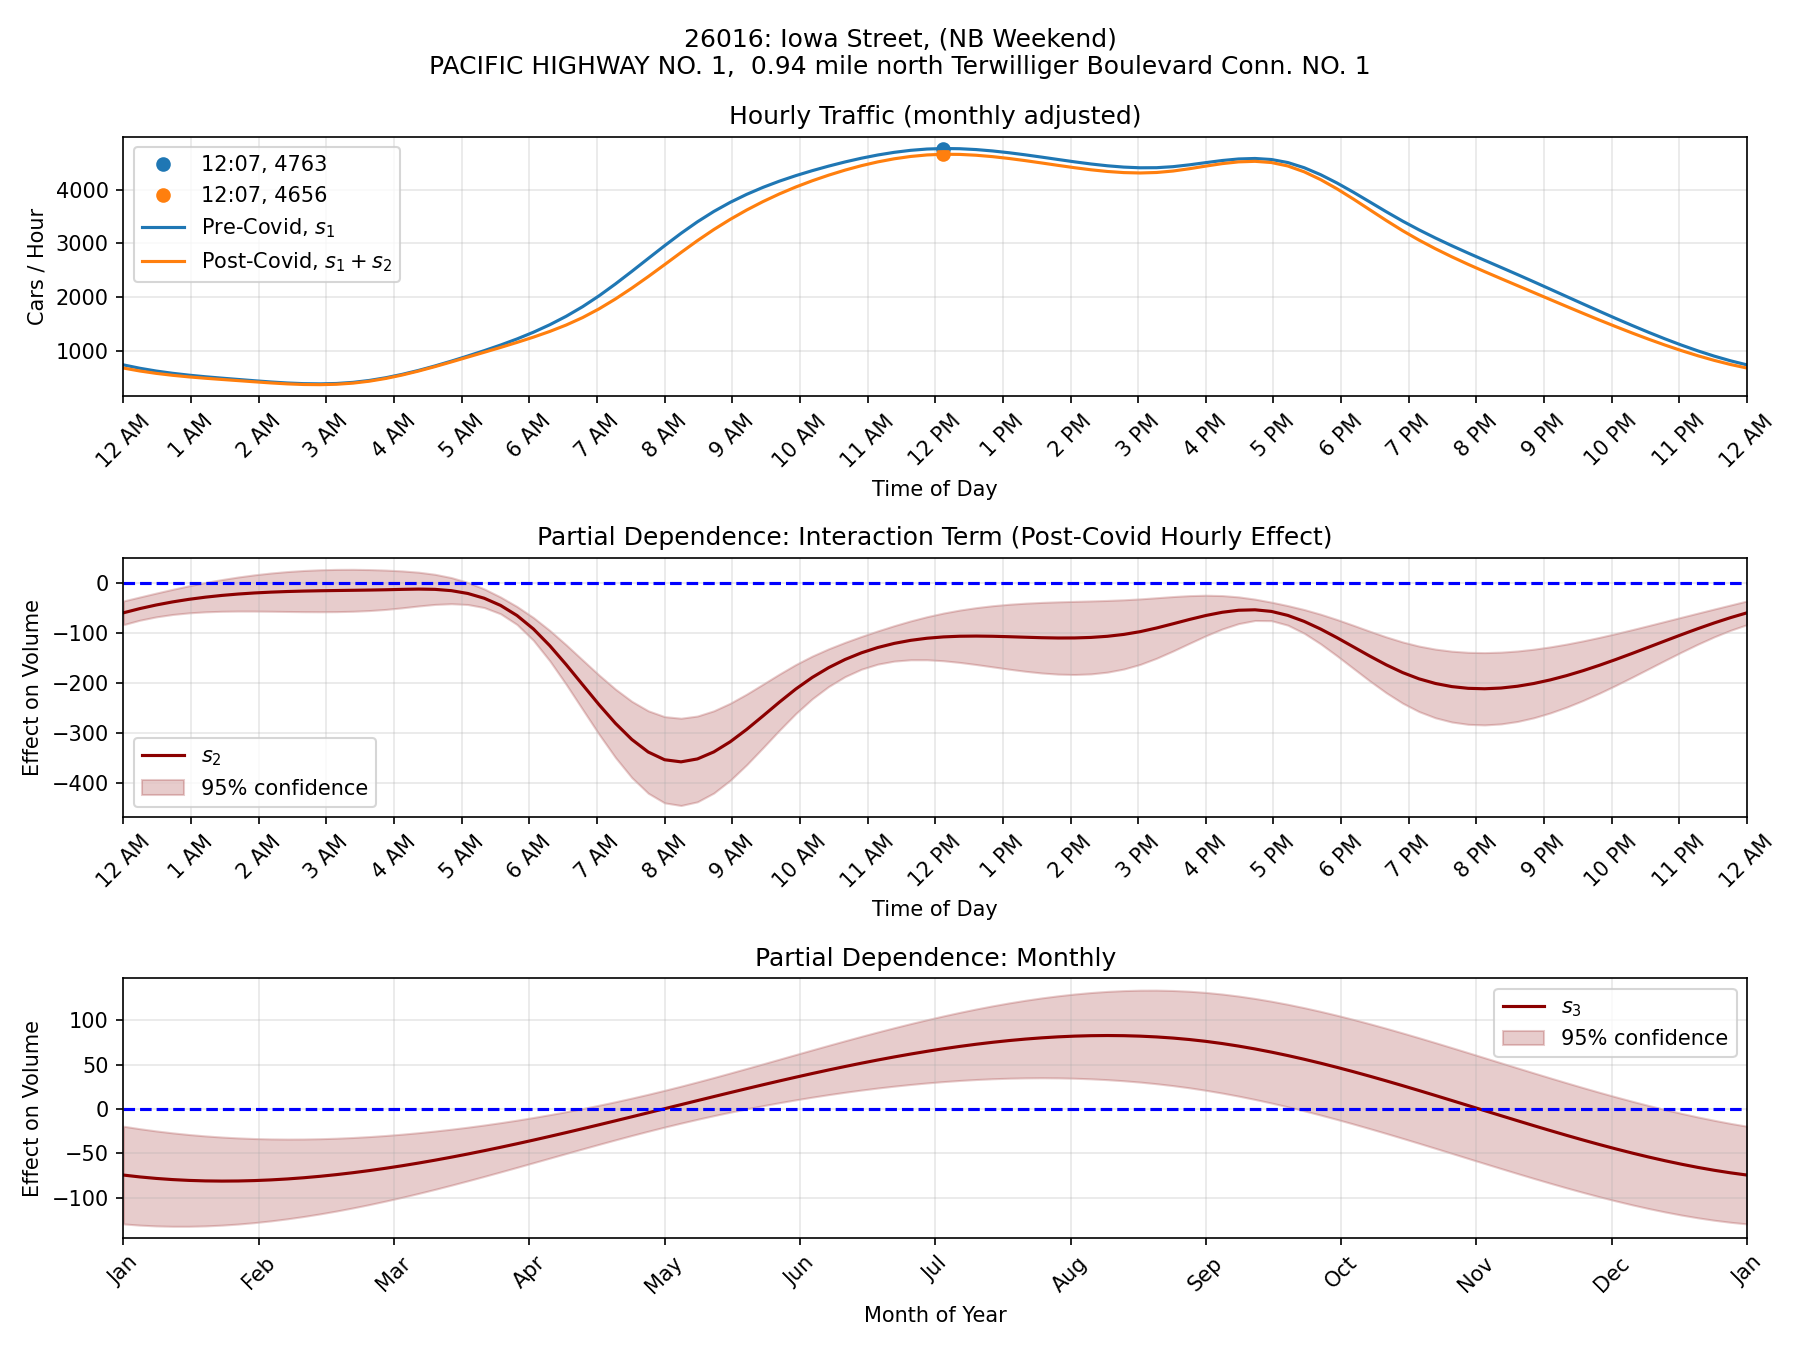 26016: Iowa Street, (NB Weekend)
PACIFIC HIGHWAY NO. 1,  0.94 mile north Terwilliger Boulevard Conn. NO. 1
Hourly Traffic (monthly adjusted)
Cars / Hour
4000
3000
2000
1000
12:07, 4763
12:07, 4656
Pre-Covid, s₁
Post-Covid, s₁ + s₂
12 AM 1 AM 2 AM 3 AM 4 AM 5 AM 6 AM 7 AM 8 AM 9 AM 10 AM 11 AM 12 PM 1 PM 2 PM 3 PM 4 PM 5 PM 6 PM 7 PM 8 PM 9 PM 10 PM 11 PM 12 AM
Time of Day
Partial Dependence: Interaction Term (Post-Covid Hourly Effect)
Effect on Volume
0
−100
−200
−300
−400
s₂
95% confidence
12 AM 1 AM 2 AM 3 AM 4 AM 5 AM 6 AM 7 AM 8 AM 9 AM 10 AM 11 AM 12 PM 1 PM 2 PM 3 PM 4 PM 5 PM 6 PM 7 PM 8 PM 9 PM 10 PM 11 PM 12 AM
Time of Day
Partial Dependence: Monthly
Effect on Volume
100
50
0
−50
−100
s₃
95% confidence
Jan Feb Mar Apr May Jun Jul Aug Sep Oct Nov Dec Jan
Month of Year